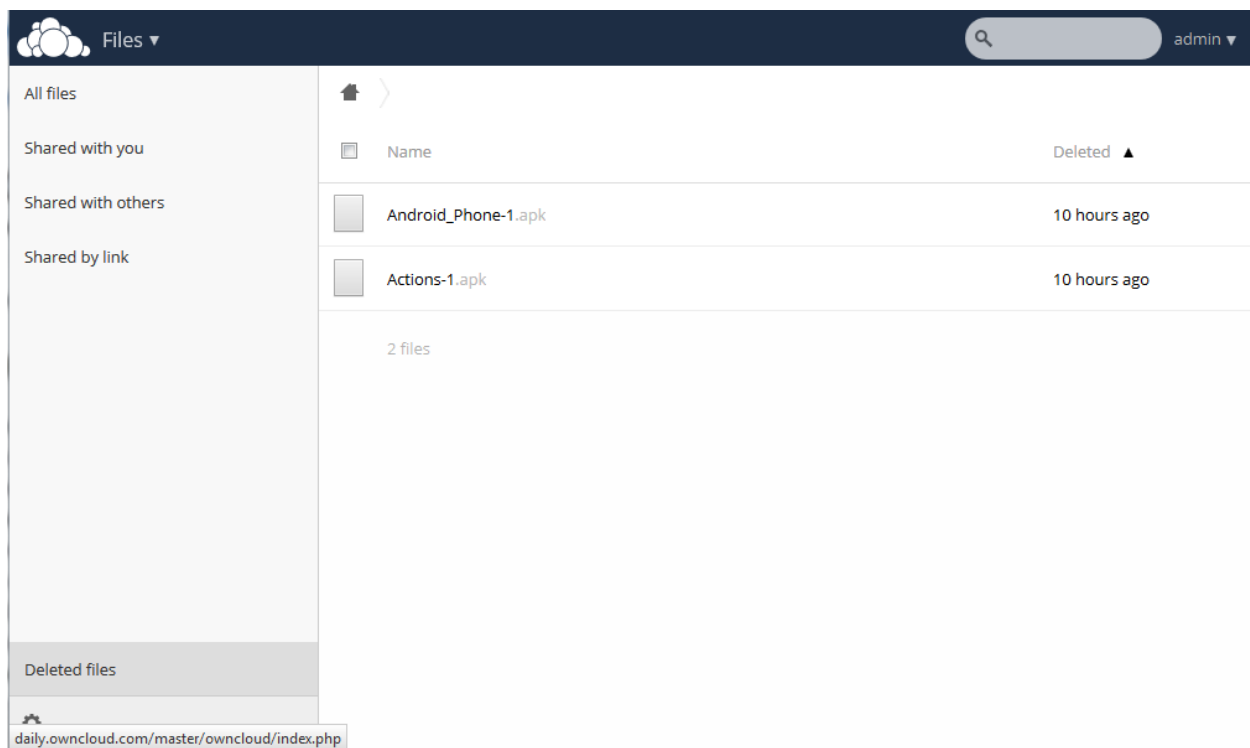 Files ▾ admin ▾
All files
Shared with you
Shared with others
Shared by link
Name Deleted ▲
Android_Phone-1.apk 10 hours ago
Actions-1.apk 10 hours ago
2 files
Deleted files
daily.owncloud.com/master/owncloud/index.php